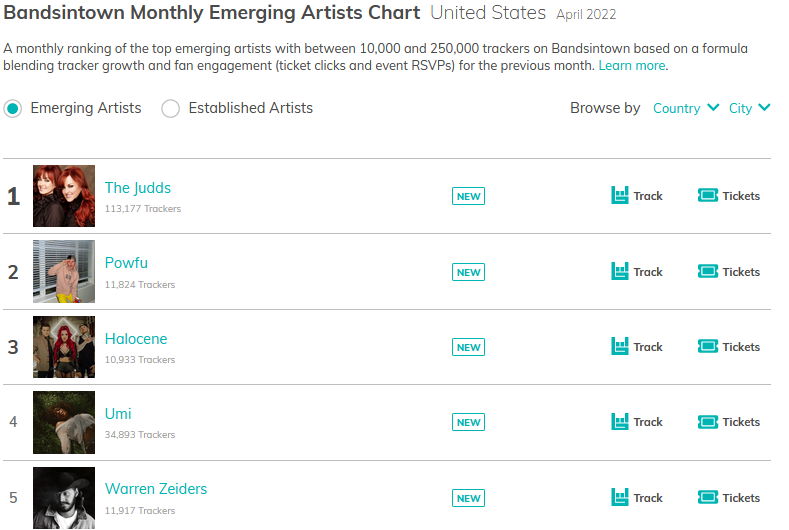 Bandsintown Monthly Emerging Artists Chart United States April 2022
A monthly ranking of the top emerging artists with between 10,000 and 250,000 trackers on Bandsintown based on a formula
blending tracker growth and fan engagement (ticket clicks and event RSVPs) for the previous month. Learn more.
Emerging Artists Established Artists Browse by Country City
1 The Judds NEW Track Tickets
113,177 Trackers
2 Powfu NEW Track Tickets
11,824 Trackers
3 Halocene NEW Track Tickets
10,933 Trackers
4 Umi NEW Track Tickets
34,893 Trackers
5 Warren Zeiders NEW Track Tickets
11,917 Trackers